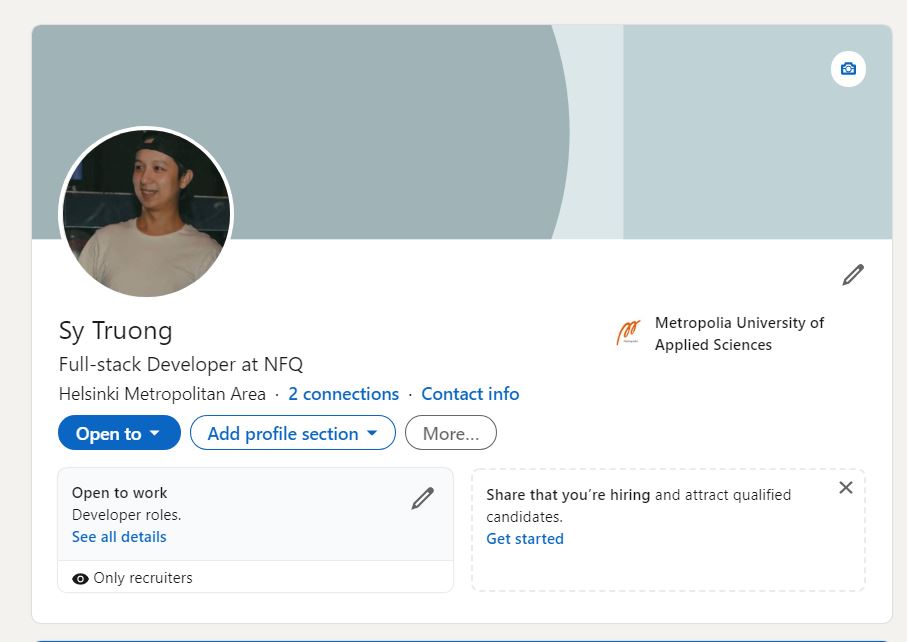 Sy Truong
Full-stack Developer at NFQ
Helsinki Metropolitan Area · 2 connections · Contact info
Metropolia University of
Applied Sciences
Open to
Add profile section
More...
Open to work
Developer roles.
See all details
Only recruiters
Share that you're hiring and attract qualified
candidates.
Get started